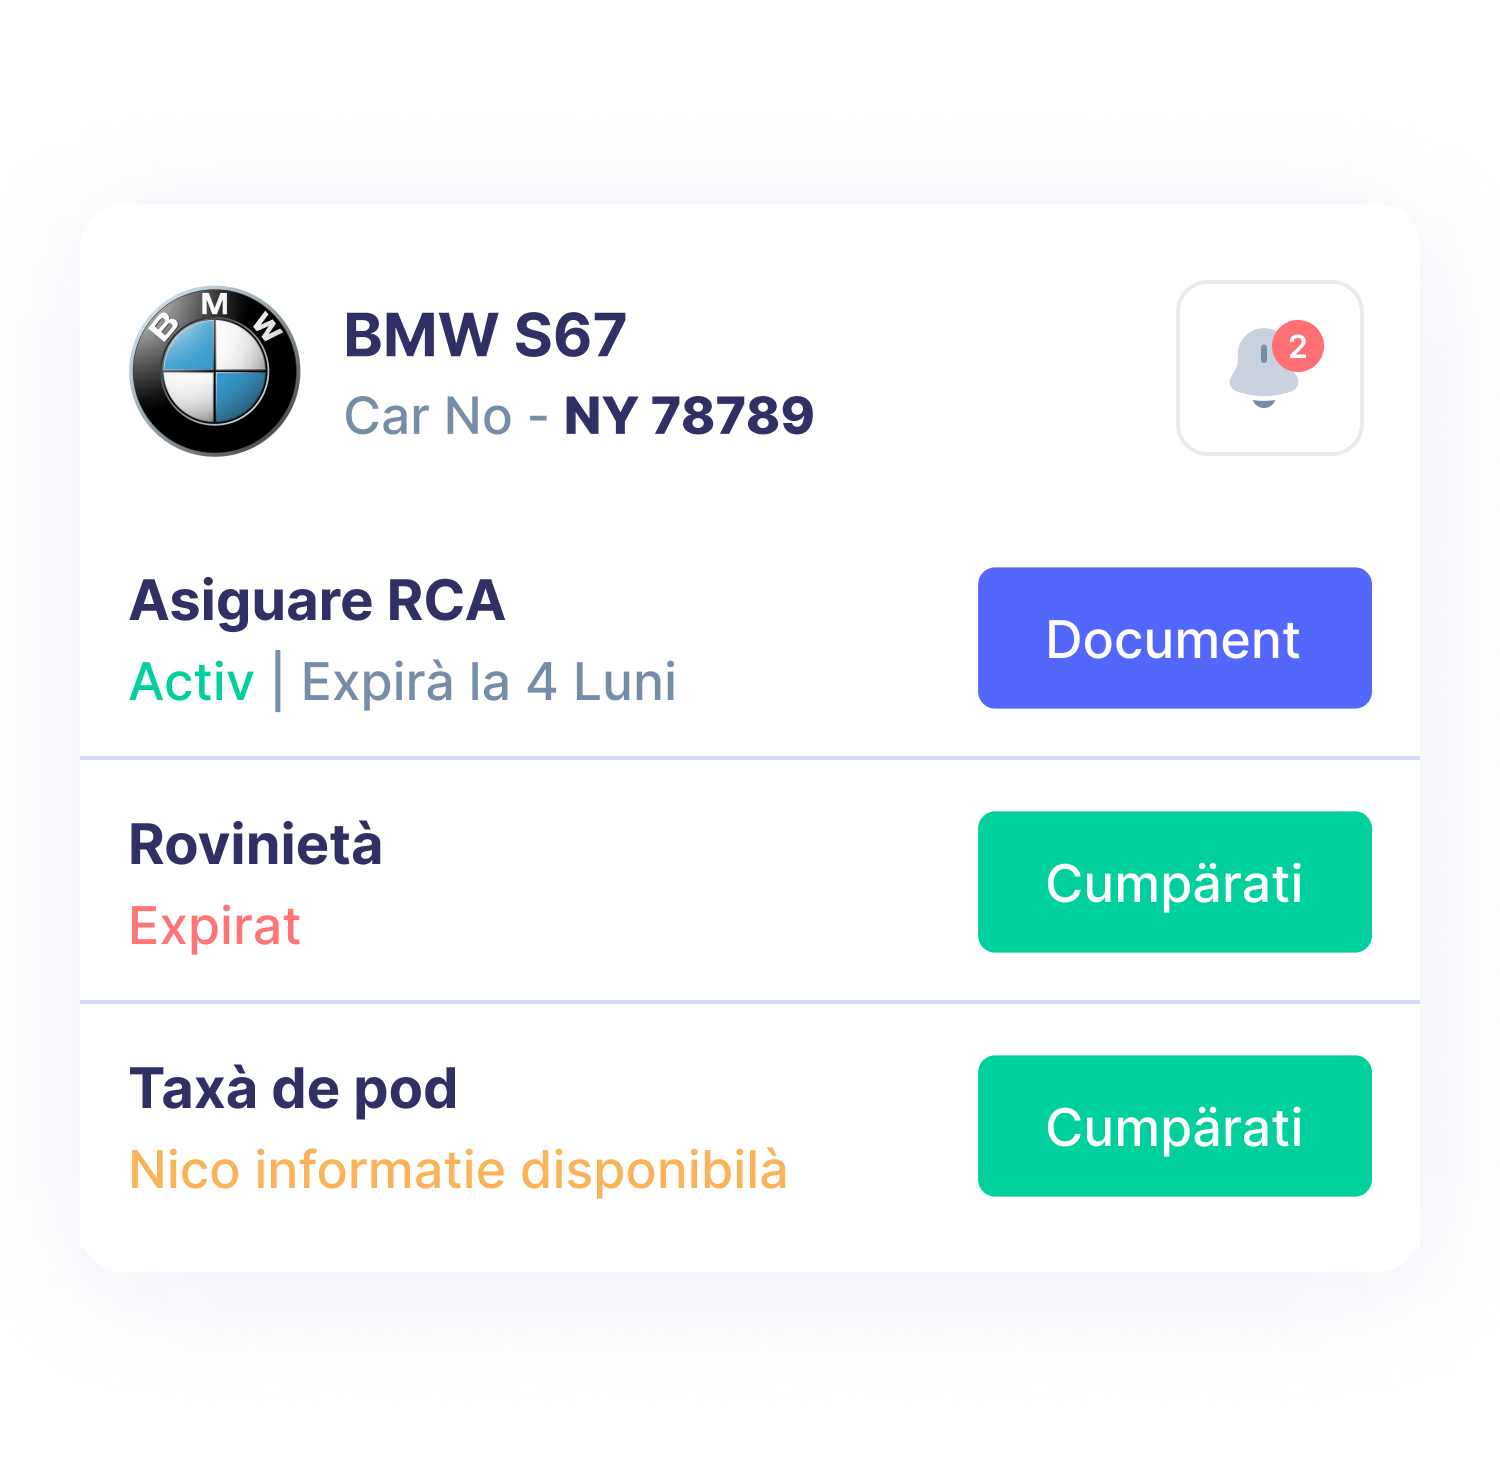 BMW
BMW S67
Car No - NY 78789
2
Asiguare RCA
Activ | Expirà la 4 Luni
Document
Rovinietà
Expirat
Cumpärati
Taxà de pod
Nico informatie disponibilà
Cumpärati